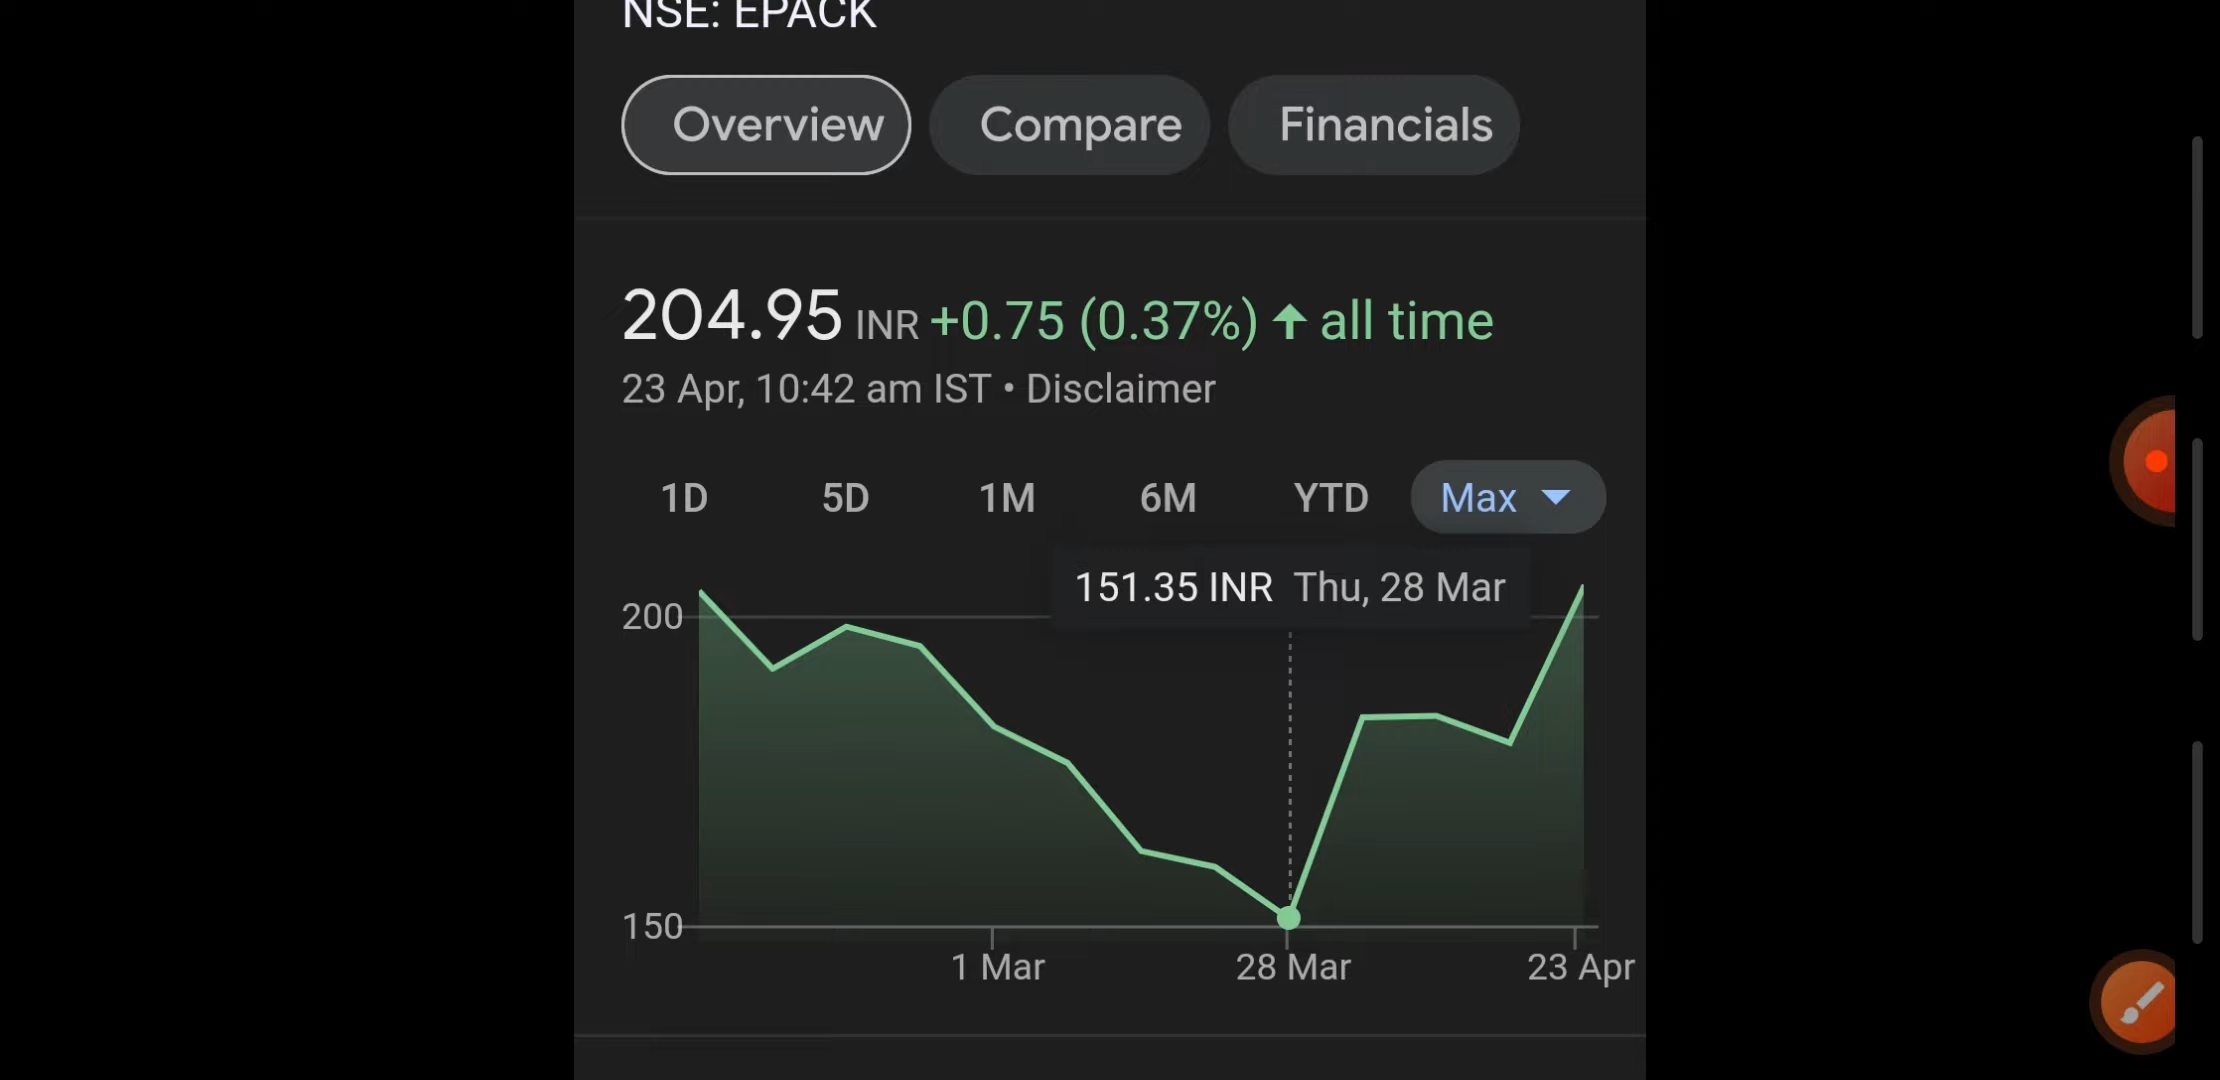 NSE: EPACK
Overview Compare Financials
204.95 INR +0.75 (0.37%) ↑ all time
23 Apr, 10:42 am IST • Disclaimer
1D 5D 1M 6M YTD Max
151.35 INR Thu, 28 Mar
200
150
1 Mar 28 Mar 23 Apr